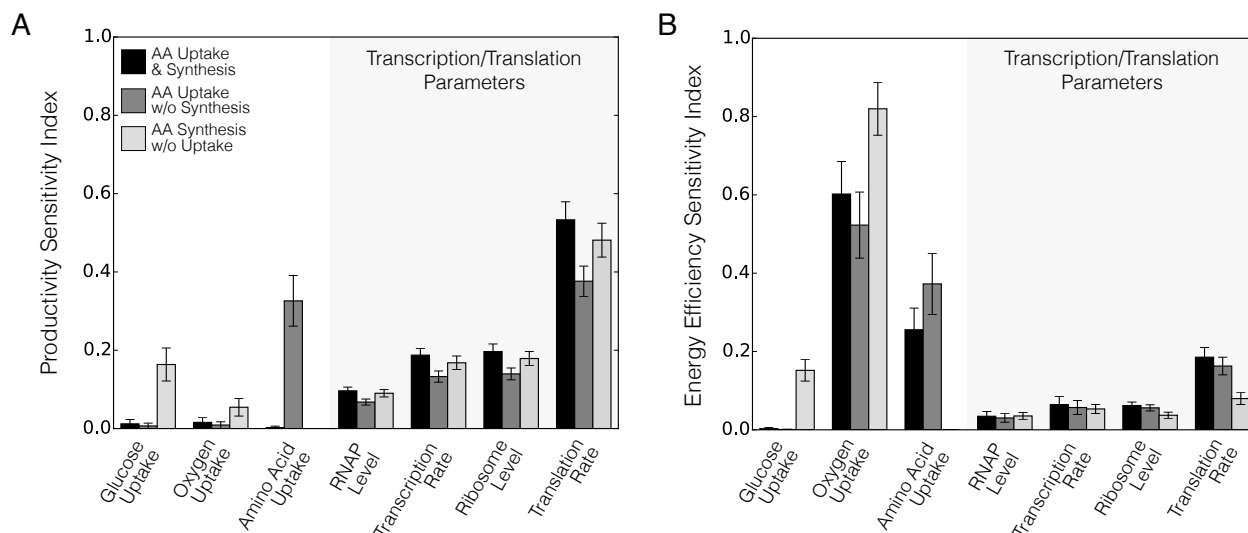 A
Productivity Sensitivity Index
1.0
0.8
0.6
0.4
0.2
0.0
AA Uptake
& Synthesis
AA Uptake
w/o Synthesis
AA Synthesis
w/o Uptake
Transcription/Translation
Parameters
Glucose
Uptake
Oxygen
Uptake
Amino Acid
Uptake
RNAP
Level
Transcription
Rate
Ribosome
Level
Translation
Rate
B
Energy Efficiency Sensitivity Index
1.0
0.8
0.6
0.4
0.2
0.0
Transcription/Translation
Parameters
Glucose
Uptake
Oxygen
Uptake
Amino Acid
Uptake
RNAP
Level
Transcription
Rate
Ribosome
Level
Translation
Rate